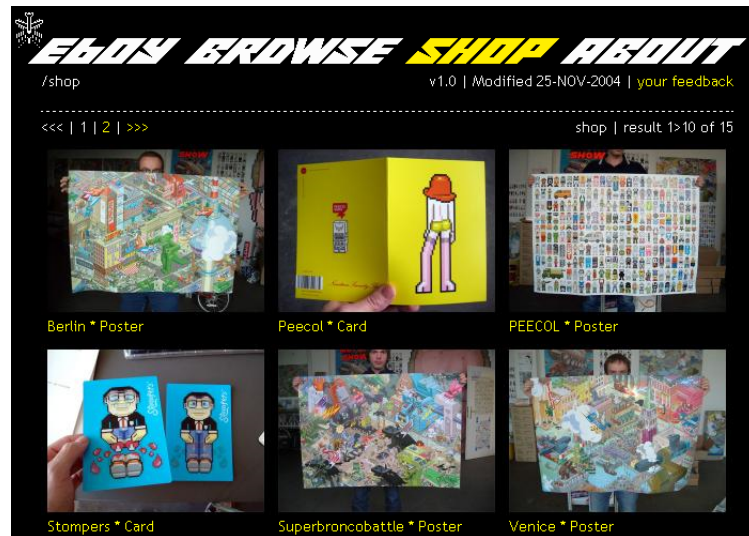 EBOY BROWSE SHOP ABOUT
/shop
v1.0 | Modified 25-NOV-2004 | your feedback
<<< | 1 | 2 | >>>
shop | result 1>10 of 15
Berlin * Poster
Peecol * Card
PEECOL * Poster
Stompers * Card
Superbroncobattle * Poster
Venice * Poster